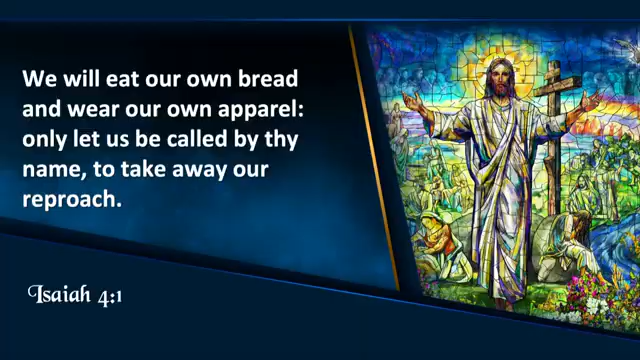 We will eat our own bread
and wear our own apparel:
only let us be called by thy
name, to take away our
reproach.
Isaiah 4:1